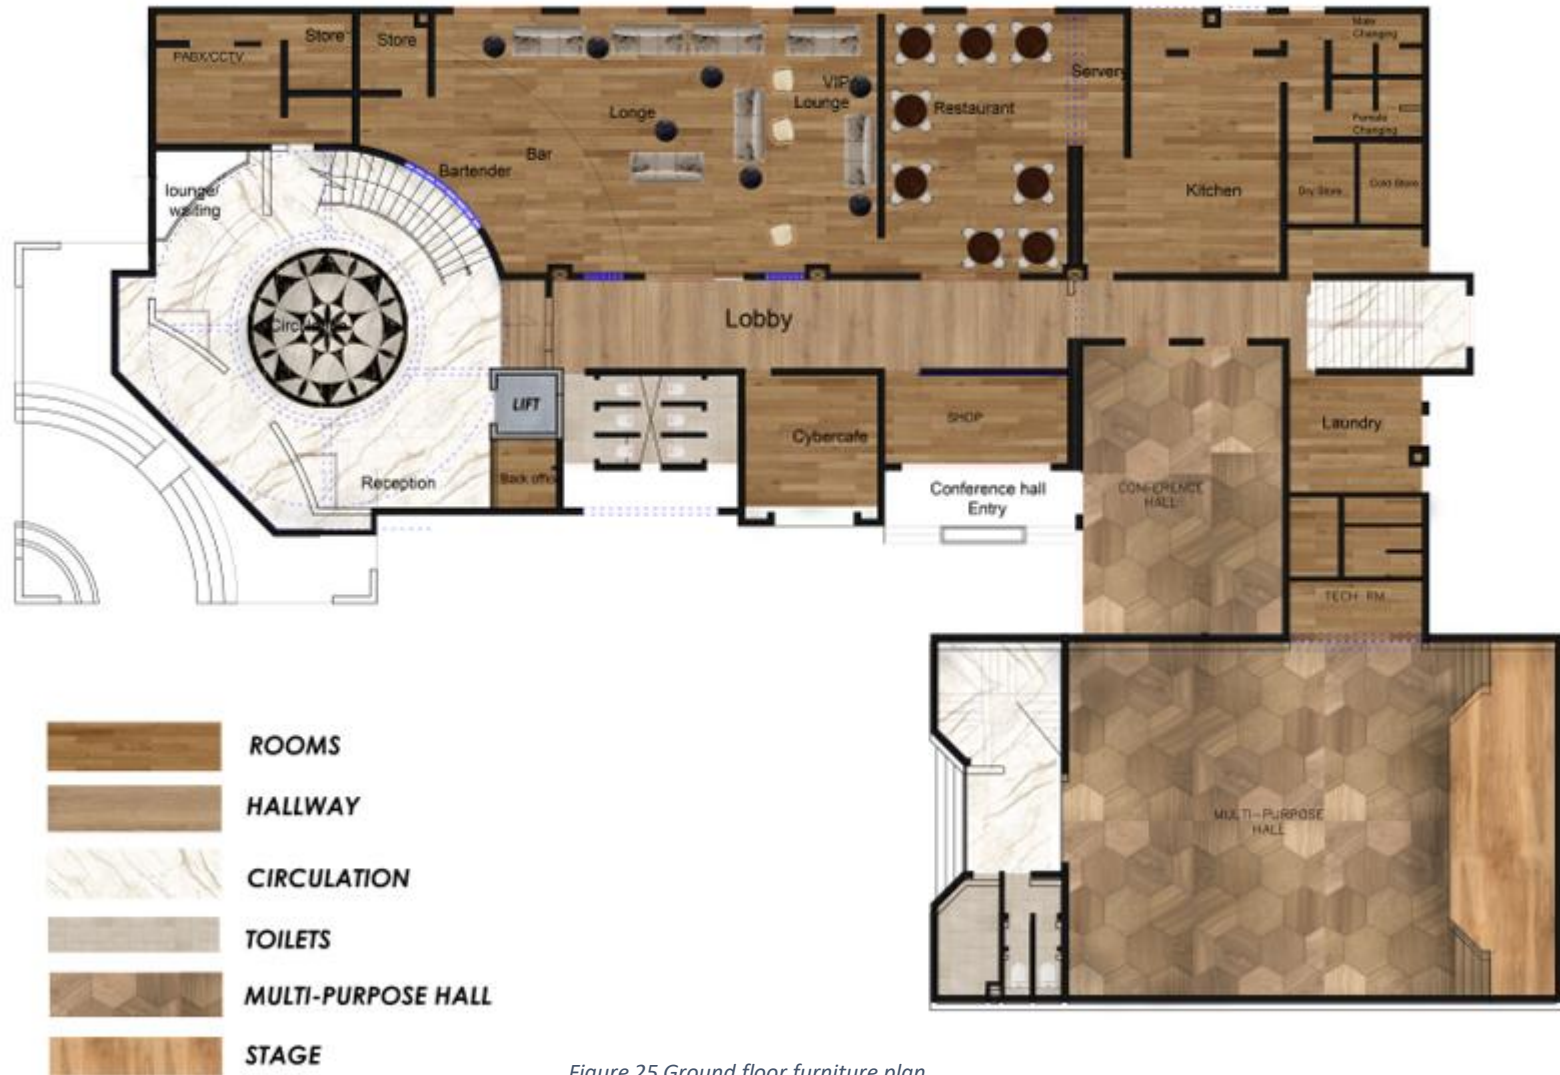 Store
Store
PABX/CCTV
Male
Changing
Servery
VIP
Lounge
Longe
Restaurant
Female
Changing
Bar
Bartender
lounge/
waiting
Kitchen
Dry Store
Cold Store
Lobby
LIFT
Cybercafe
SHOP
Laundry
Back office
Reception
Conference hall
Entry
CONFERENCE
HALL
TECH RM
MULTI-PURPOSE
HALL
ROOMS
HALLWAY
CIRCULATION
TOILETS
MULTI-PURPOSE HALL
STAGE
Figure 25 Ground floor furniture plan